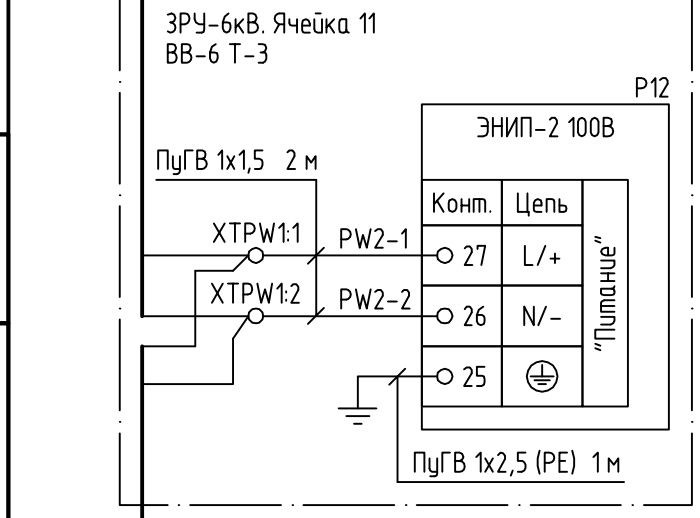 ЗРУ-6кВ. Ячейка 11
ВВ-6 Т-3
Р12
ЭНИП-2 100В
ПуГВ 1х1,5 2 м
Конт. Цепь
"Питание"
XTPW1:1 PW2-1 27 L/+
XTPW1:2 PW2-2 26 N/-
25
ПуГВ 1х2,5 (РЕ) 1 м